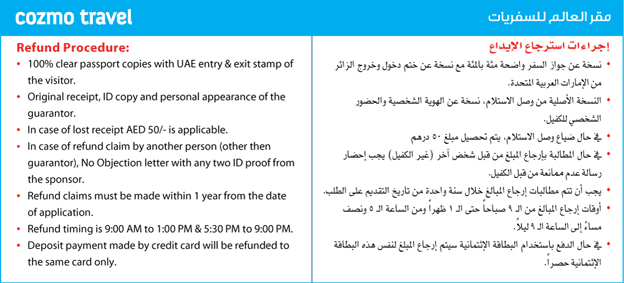 cozmo travel
مقر العالم للسفريات
Refund Procedure:
• 100% clear passport copies with UAE entry & exit stamp of
the visitor.
• Original receipt, ID copy and personal appearance of the
guarantor.
• In case of lost receipt AED 50/- is applicable.
• In case of refund claim by another person (other then
guarantor), No Objection letter with any two ID proof from
the sponsor.
• Refund claims must be made within 1 year from the date
of application.
• Refund timing is 9:00 AM to 1:00 PM & 5:30 PM to 9:00 PM.
• Deposit payment made by credit card will be refunded to
the same card only.
إجراءات استرجاع الإيداع
• نسخة عن جواز السفر واضحة مئة بالمئة مع نسخة عن ختم دخول وخروج الزائر
من الإمارات العربية المتحدة.
• النسخة الأصلية من وصل الاستلام، نسخة عن الهوية الشخصية والحضور
الشخصي للكفيل.
• في حال ضياع وصل الاستلام، يتم تحصيل مبلغ ٥٠ درهم
• في حال المطالبة بإرجاع المبلغ من قبل شخص آخر (غير الكفيل) يجب إحضار
رسالة عدم ممانعة من قبل الكفيل.
• يجب أن تتم مطالبات إرجاع المبالغ خلال سنة واحدة من تاريخ التقديم على الطلب.
• أوقات إرجاع المبالغ من الـ ٩ صباحاً حتى الـ ١ ظهراً ومن الساعة الـ ٥ ونصف
مساءً إلى الساعة الـ ٩ ليلاً.
• في حال الدفع باستخدام البطاقة الإئتمانية سيتم إرجاع المبلغ لنفس هذه البطاقة
الإئتمانية حصراً.